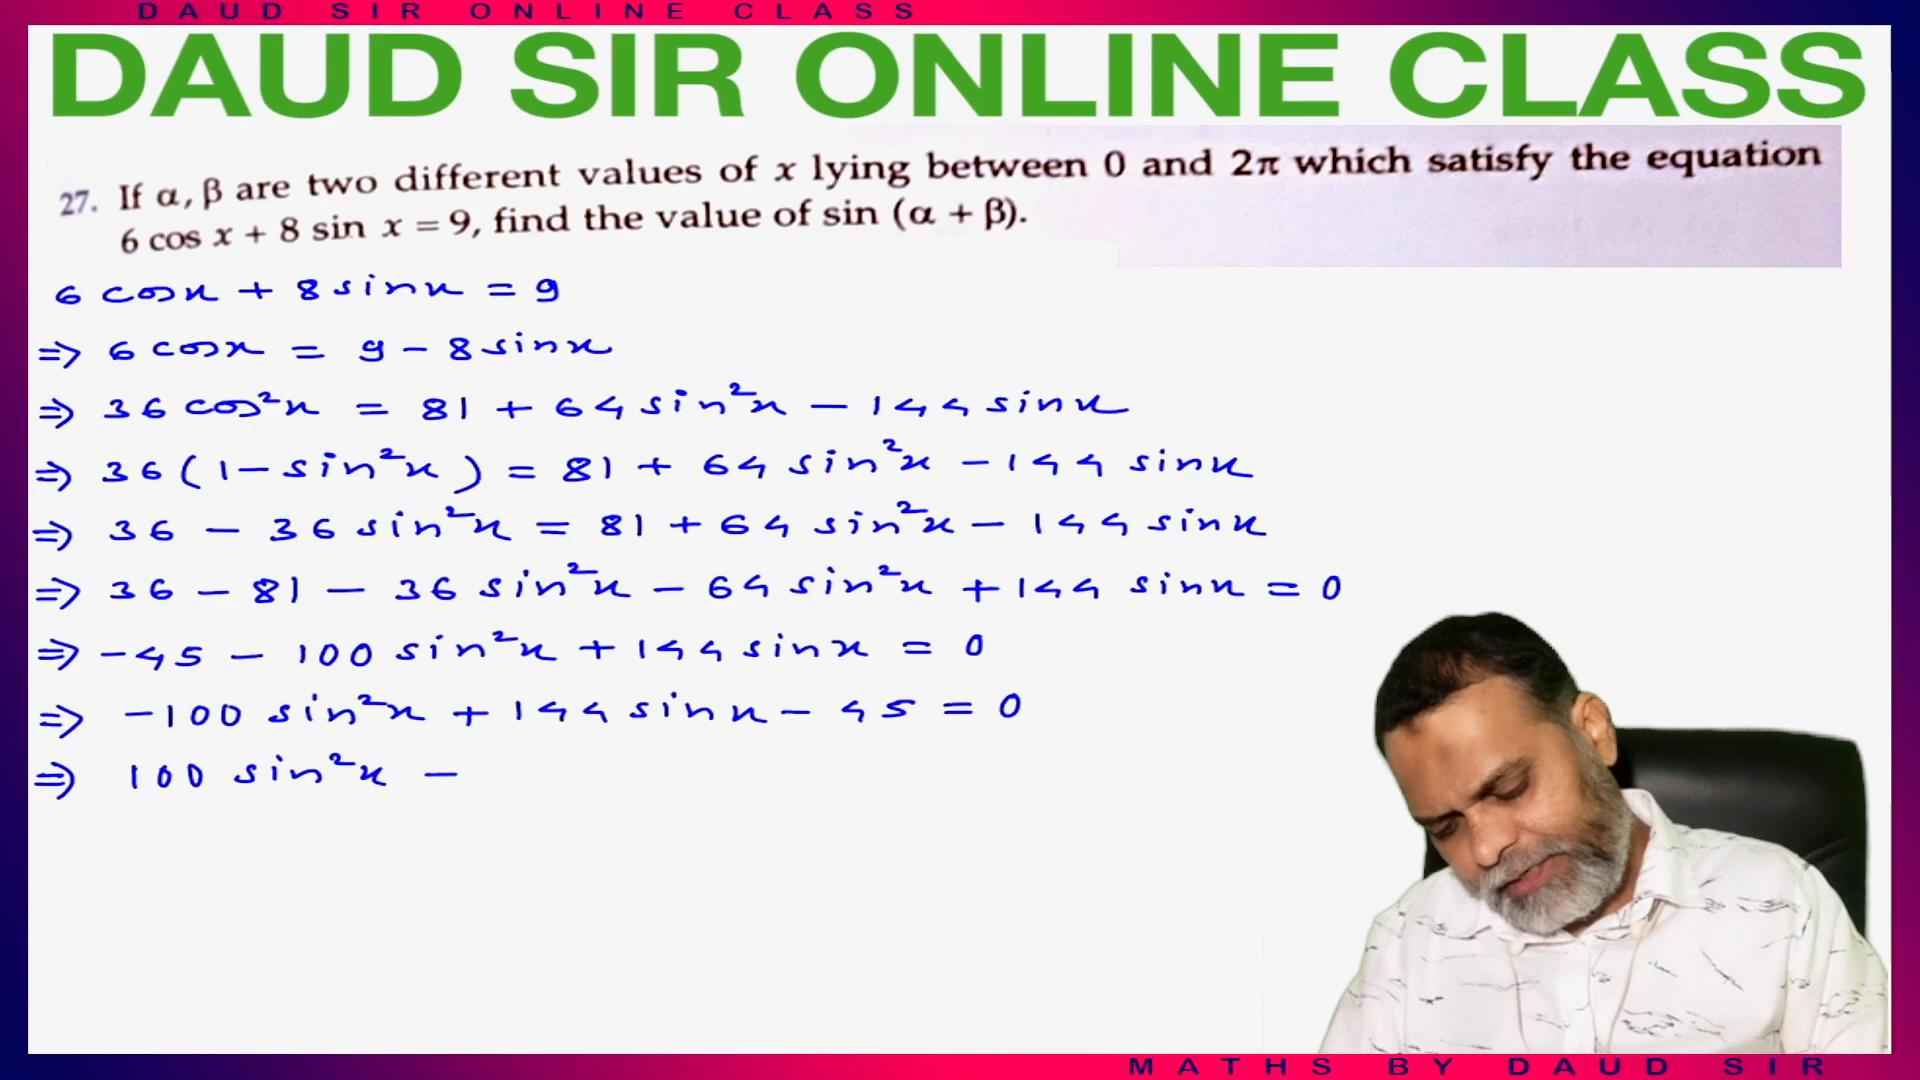 DAUD SIR ONLINE CLASS
DAUD SIR ONLINE CLASS
27. If α, β are two different values of x lying between 0 and 2π which satisfy the equation
6 cos x + 8 sin x = 9, find the value of sin (α + β).
6 cosx + 8 sinx = 9
⇒ 6 cosx = 9 - 8 sinx
⇒ 36 cos²x = 81 + 64 sin²x - 144 sinx
⇒ 36(1 - sin²x) = 81 + 64 sin²x - 144 sinx
⇒ 36 - 36 sin²x = 81 + 64 sin²x - 144 sinx
⇒ 36 - 81 - 36 sin²x - 64 sin²x + 144 sinx = 0
⇒ -45 - 100 sin²x + 144 sinx = 0
⇒ -100 sin²x + 144 sinx - 45 = 0
⇒ 100 sin²x -
MATHS BY DAUD SIR